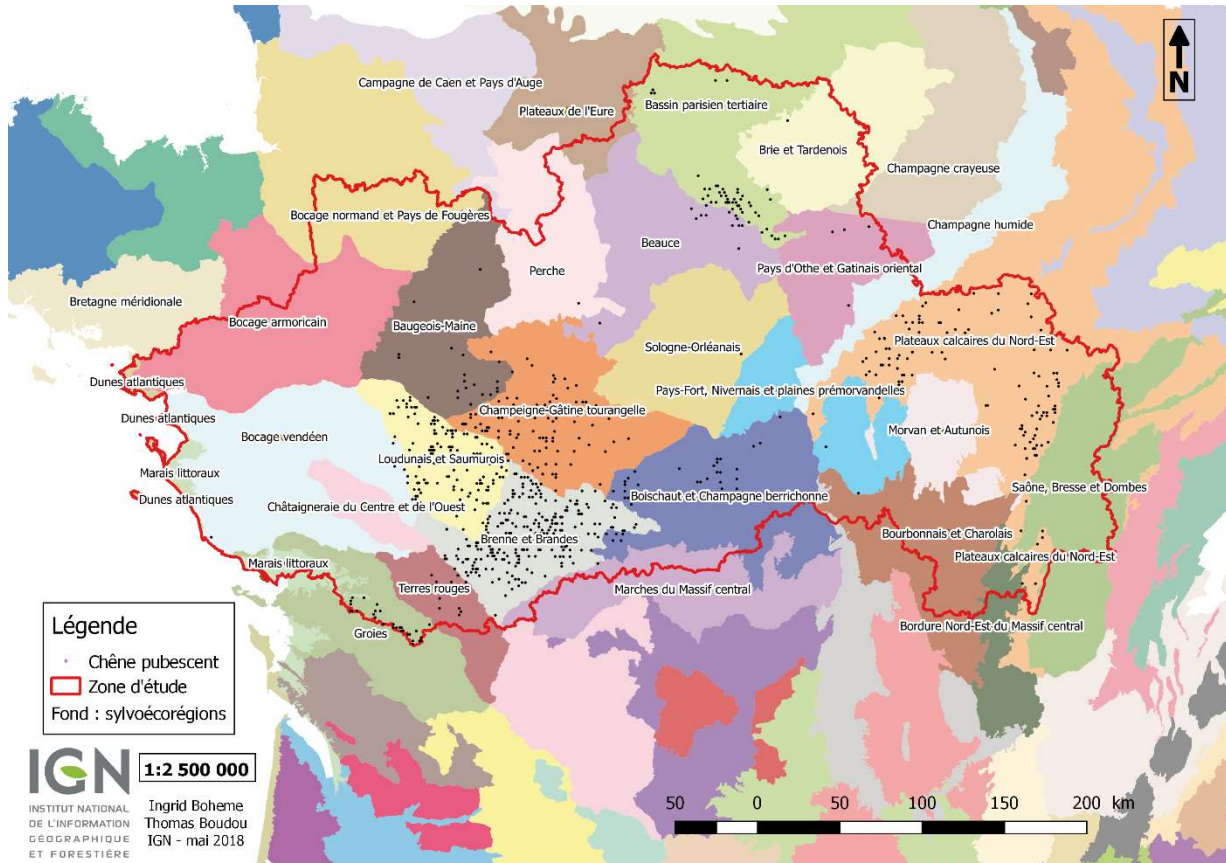 Campagne de Caen et Pays d'Auge
Plateaux de l'Eure
Bassin parisien tertiaire
Brie et Tardenois
Champagne crayeuse
Bocage normand et Pays de Fougères
Champagne humide
Beauce
Perche
Pays d'Othe et Gatinais oriental
Bretagne méridionale
Bocage armoricain
Baugeois-Maine
Sologne-Orléanais
Plateaux calcaires du Nord-Est
Dunes atlantiques
Pays-Fort, Nivernais et plaines prémorvandelles
Champeigne-Gâtine tourangelle
Dunes atlantiques
Bocage vendéen
Morvan et Autunois
Loudunais et Saumurois
Marais littoraux
Saône, Bresse et Dombes
Dunes atlantiques
Boischaut et Champagne berrichonne
Châtaigneraie du Centre et de l'Ouest
Bourbonnais et Charolais
Brenne et Brandes
Plateaux calcaires du Nord-Est
Marais littoraux
Terres rouges
Marches du Massif central
Bordure Nord-Est du Massif central
Groies
N
Légende
Chêne pubescent
Zone d'étude
Fond : sylvoécorégions
IGN
INSTITUT NATIONAL
DE L'INFORMATION
GÉOGRAPHIQUE
ET FORESTIÈRE
1:2 500 000
Ingrid Boheme
Thomas Boudou
IGN - mai 2018
50 0 50 100 150 200 km